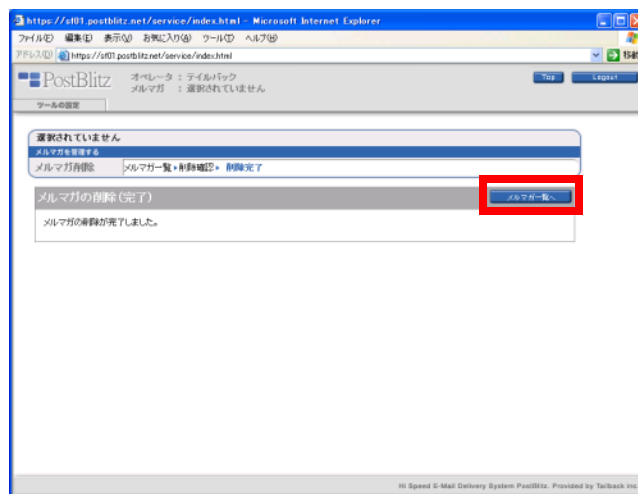 https://sf01.postblitz.net/service/index.html - Microsoft Internet Explorer
ファイル(F) 編集(E) 表示(V) お気に入り(A) ツール(T) ヘルプ(H)
アドレス(D) https://sf01.postblitz.net/service/index.html 移動
PostBlitz
オペレータ : テイルバック
メルマガ : 選択されていません
Top Logout
ツールの設定
選択されていません
メルマガを管理する
メルマガ削除 メルマガ一覧▶削除確認▶ 削除完了
メルマガの削除(完了) メルマガ一覧へ
メルマガの削除が完了しました。
Hi Speed E-Mail Delivery System PostBlitz. Provided by Tailback inc